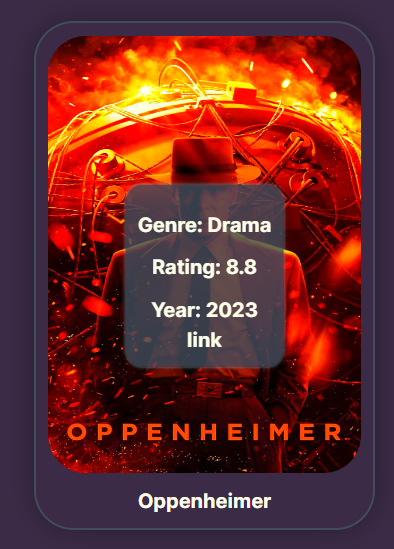 Genre: Drama
Rating: 8.8
Year: 2023
link
OPPENHEIMER
Oppenheimer